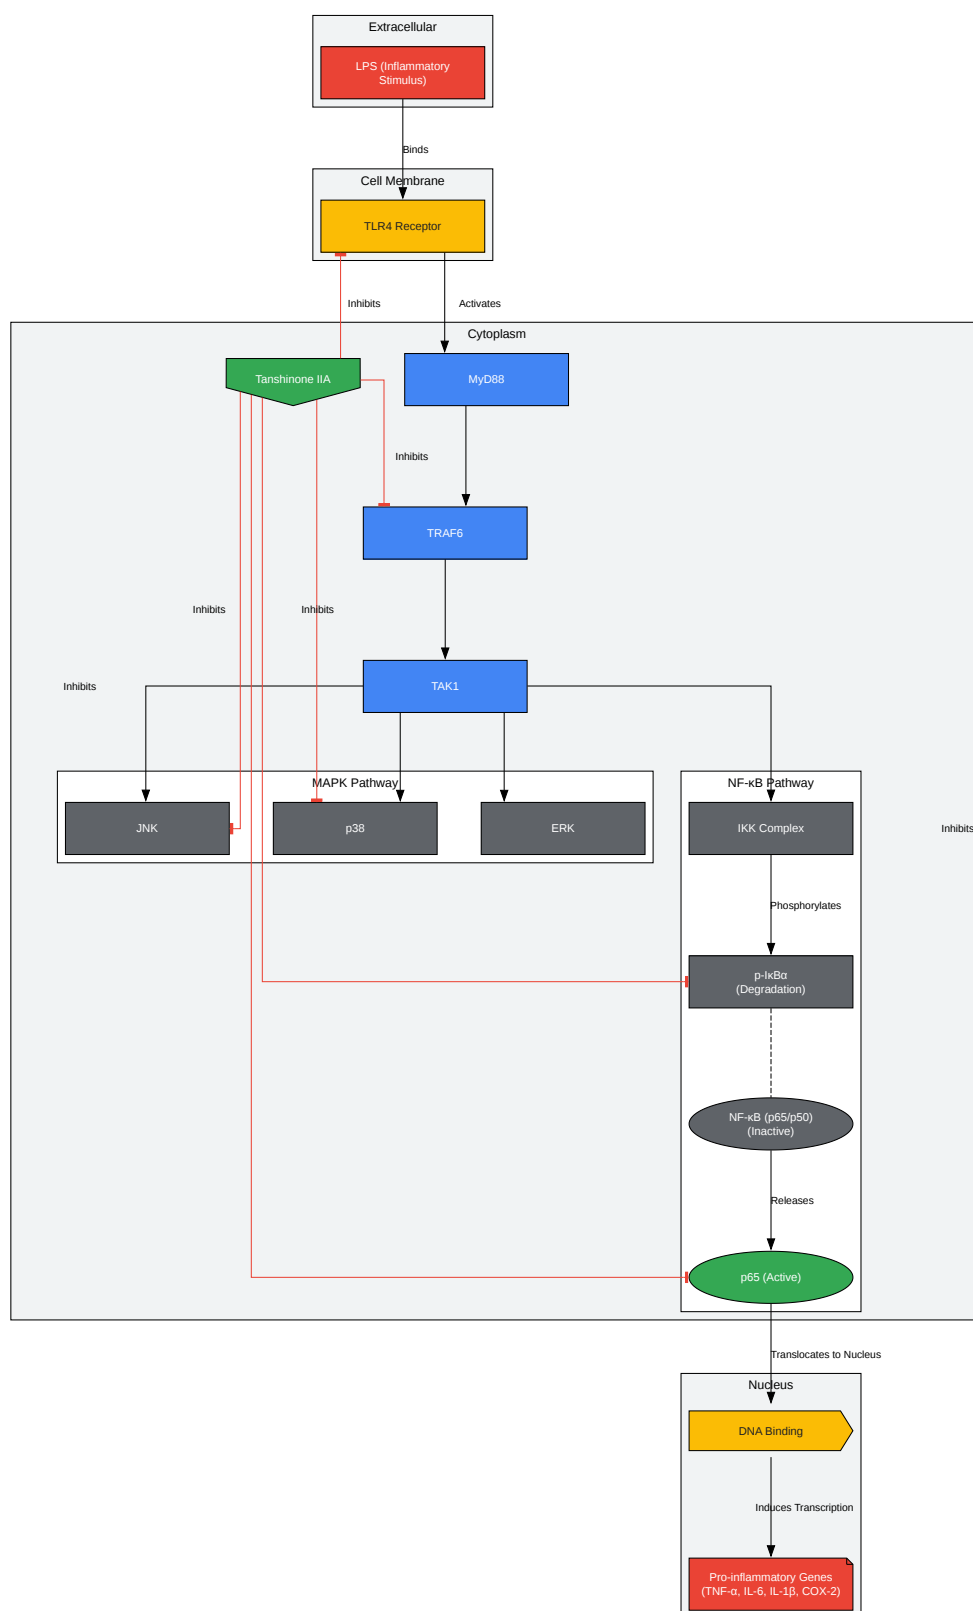 Extracellular
LPS (Inflammatory
Stimulus)
Binds
Cell Membrane
TLR4 Receptor
Inhibits
Activates
Cytoplasm
Tanshinone IIA
MyD88
Inhibits
TRAF6
Inhibits
Inhibits
Inhibits
TAK1
MAPK Pathway
NF-κB Pathway
JNK
p38
ERK
IKK Complex
Inhibits
Phosphorylates
p-IκBα
(Degradation)
NF-κB (p65/p50)
(Inactive)
Releases
p65 (Active)
Translocates to Nucleus
Nucleus
DNA Binding
Induces Transcription
Pro-inflammatory Genes
(TNF-α, IL-6, IL-1β, COX-2)